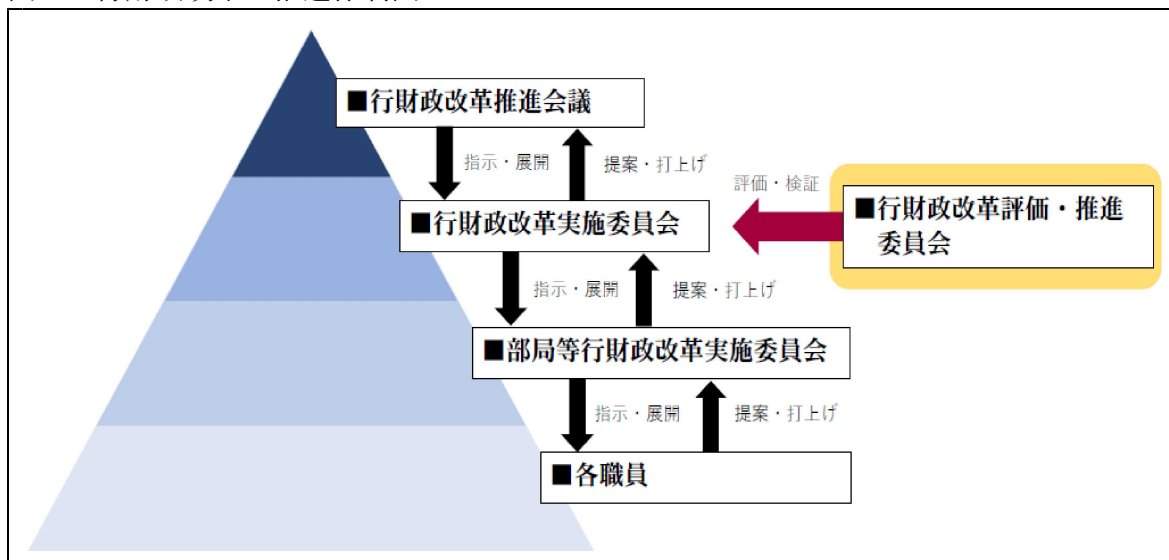 ■行財政改革推進会議
指示・展開
提案・打上げ
評価・検証
■行財政改革実施委員会
■行財政改革評価・推進
委員会
指示・展開
提案・打上げ
■部局等行財政改革実施委員会
指示・展開
提案・打上げ
■各職員